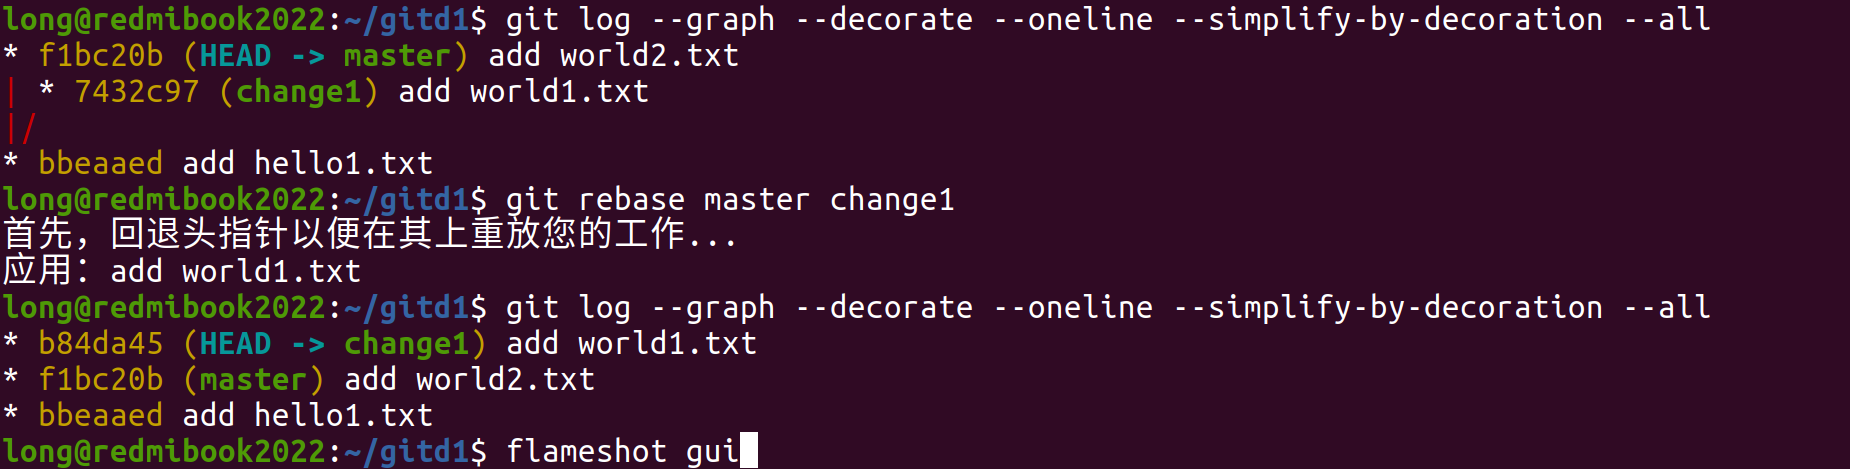 long@redmibook2022:~/gitd1$ git log --graph --decorate --oneline --simplify-by-decoration --all
* f1bc20b (HEAD -> master) add world2.txt
| * 7432c97 (change1) add world1.txt
|/
* bbeaaed add hello1.txt
long@redmibook2022:~/gitd1$ git rebase master change1
首先，回退头指针以便在其上重放您的工作...
应用：add world1.txt
long@redmibook2022:~/gitd1$ git log --graph --decorate --oneline --simplify-by-decoration --all
* b84da45 (HEAD -> change1) add world1.txt
* f1bc20b (master) add world2.txt
* bbeaaed add hello1.txt
long@redmibook2022:~/gitd1$ flameshot gui